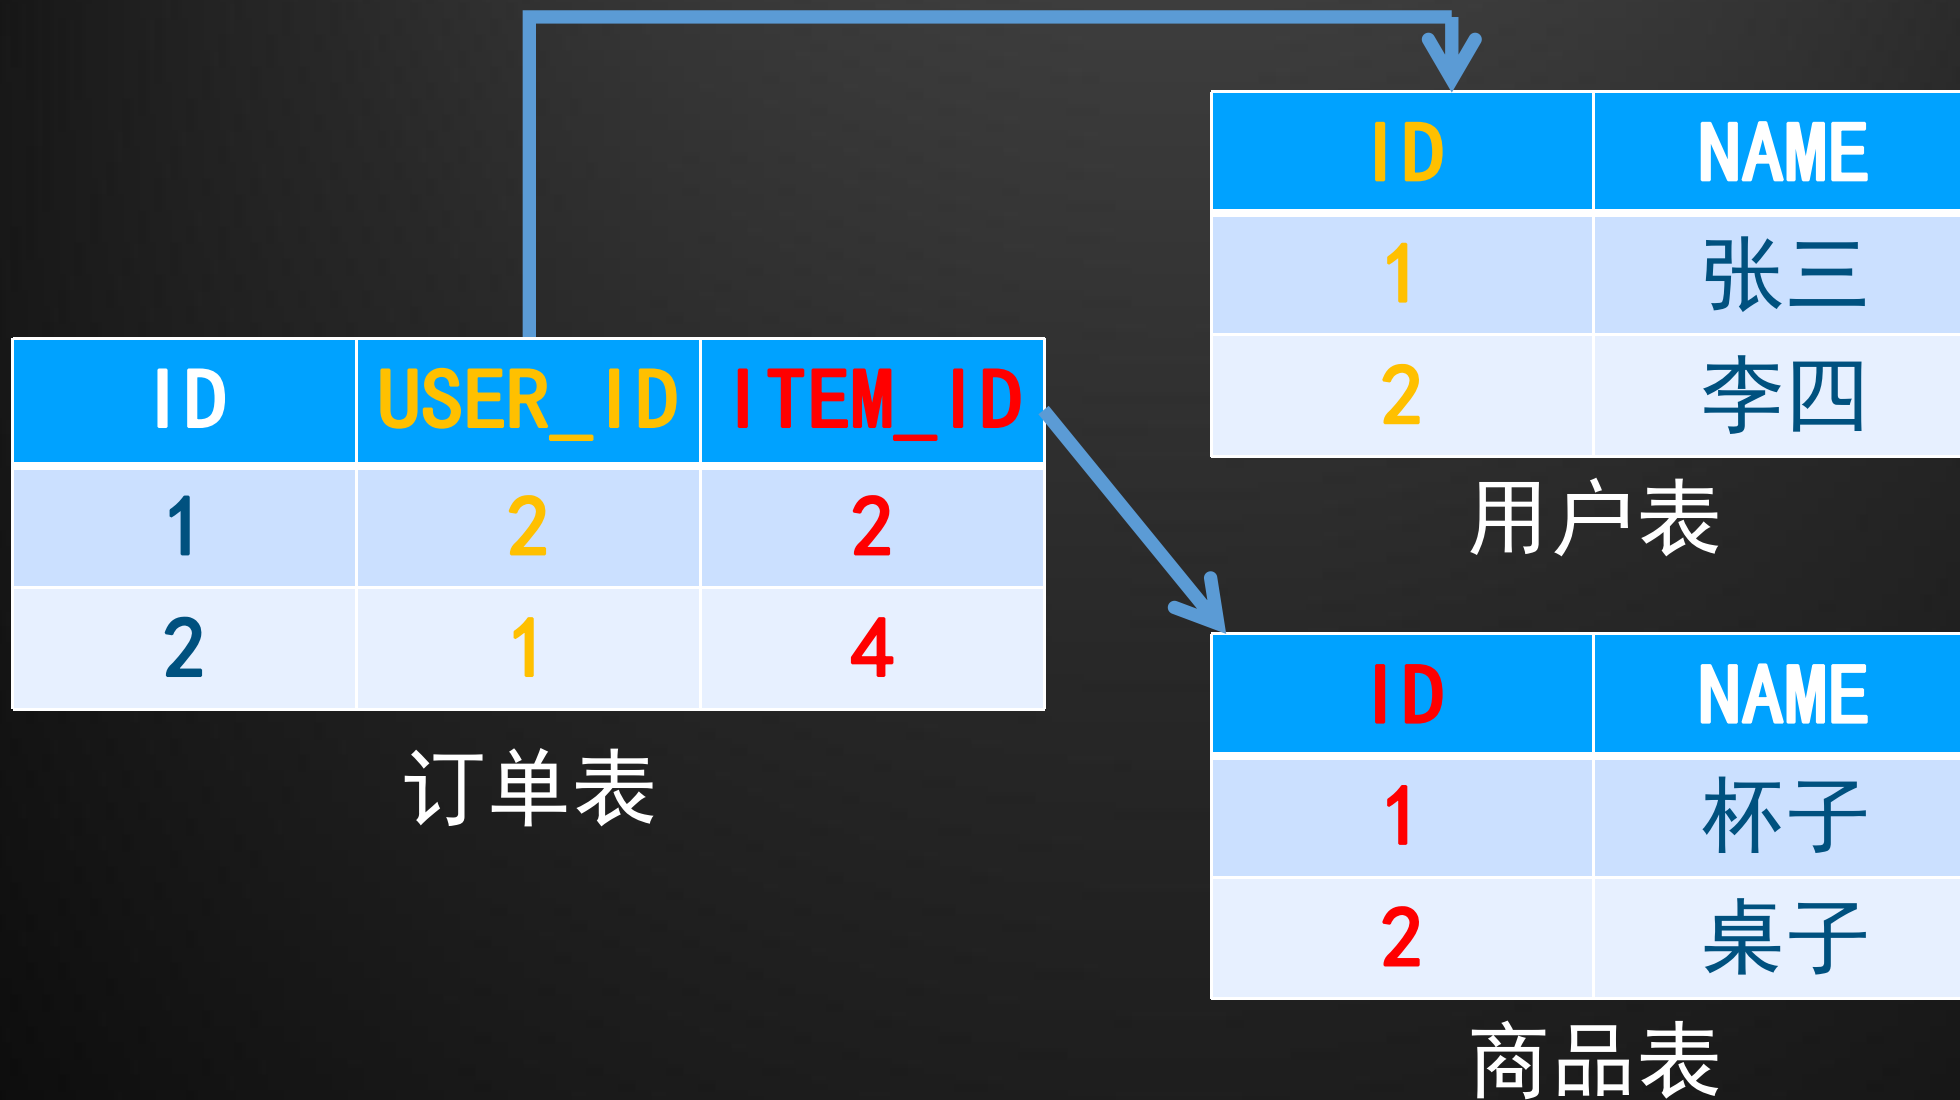 ID USER_ID ITEM_ID
1 2 2
2 1 4
订单表
ID NAME
1 张三
2 李四
用户表
ID NAME
1 杯子
2 桌子
商品表